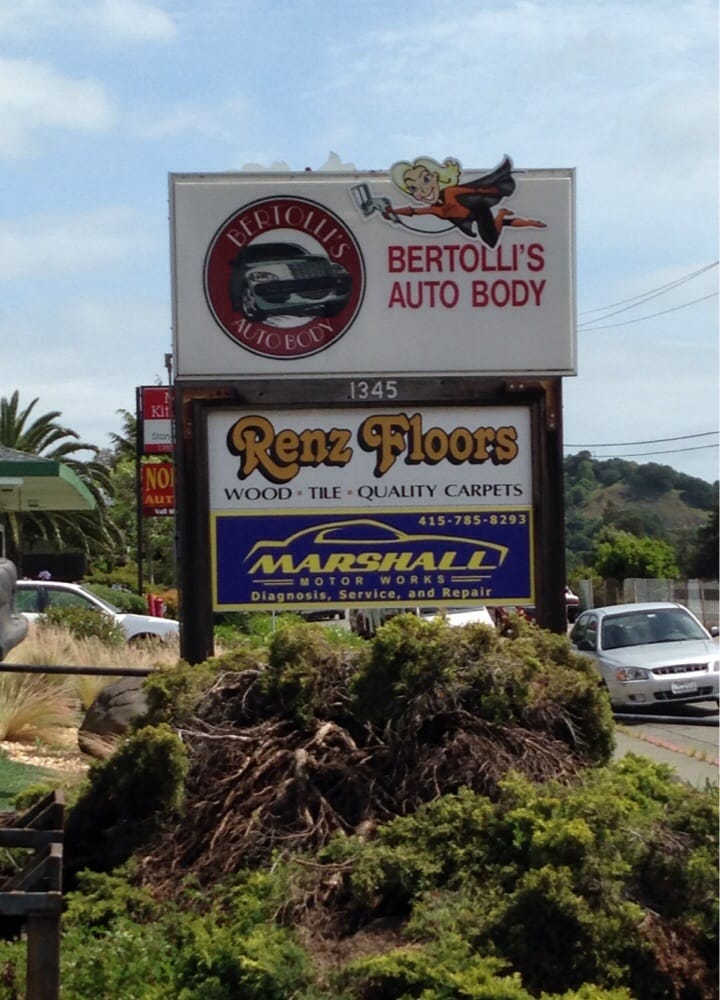 BERTOLLI'S
AUTO BODY
BERTOLLI'S
AUTO BODY
1345
Renz Floors
WOOD • TILE • QUALITY CARPETS
415-785-8293
MARSHALL
MOTOR WORKS
Diagnosis, Service, and Repair